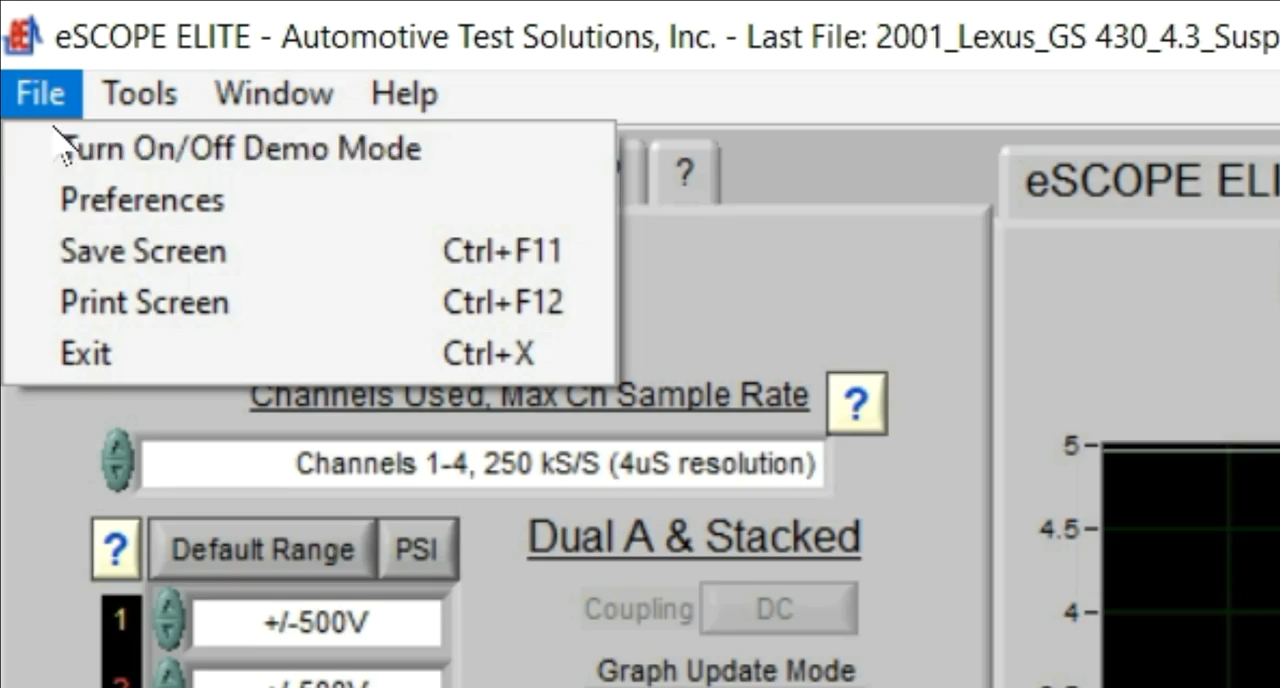 eSCOPE ELITE - Automotive Test Solutions, Inc. - Last File: 2001_Lexus_GS 430_4.3_Susp
File Tools Window Help
Turn On/Off Demo Mode
?
eSCOPE ELI
Preferences
Save Screen Ctrl+F11
Print Screen Ctrl+F12
Exit Ctrl+X
Channels Used, Max Ch Sample Rate ?
5
Channels 1-4, 250 kS/S (4uS resolution)
? Default Range PSI
Dual A & Stacked
4.5
1 +/-500V
Coupling DC
4
Graph Update Mode